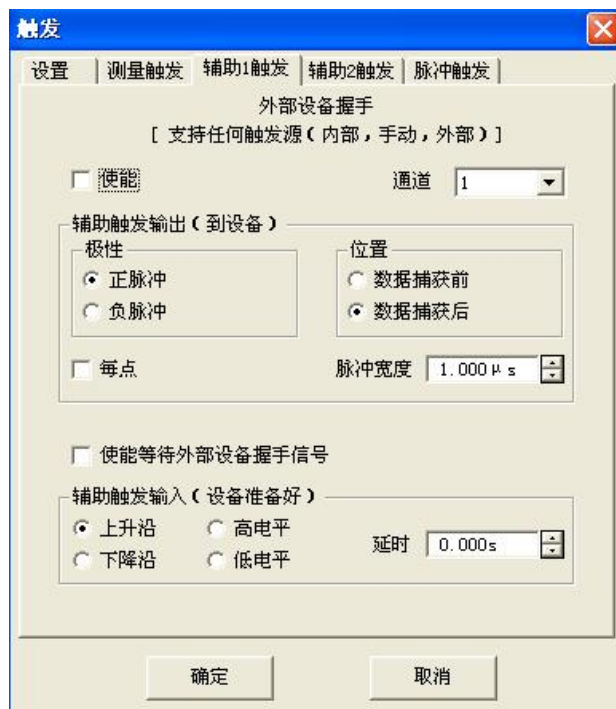 触发
设置 测量触发 辅助1触发 辅助2触发 脉冲触发
外部设备握手
[ 支持任何触发源(内部,手动,外部)]
使能 通道 1
辅助触发输出(到设备)
极性 位置
正脉冲 数据捕获前
负脉冲 数据捕获后
每点 脉冲宽度 1.000μs
使能等待外部设备握手信号
辅助触发输入(设备准备好)
上升沿 高电平 延时 0.000s
下降沿 低电平
确定 取消